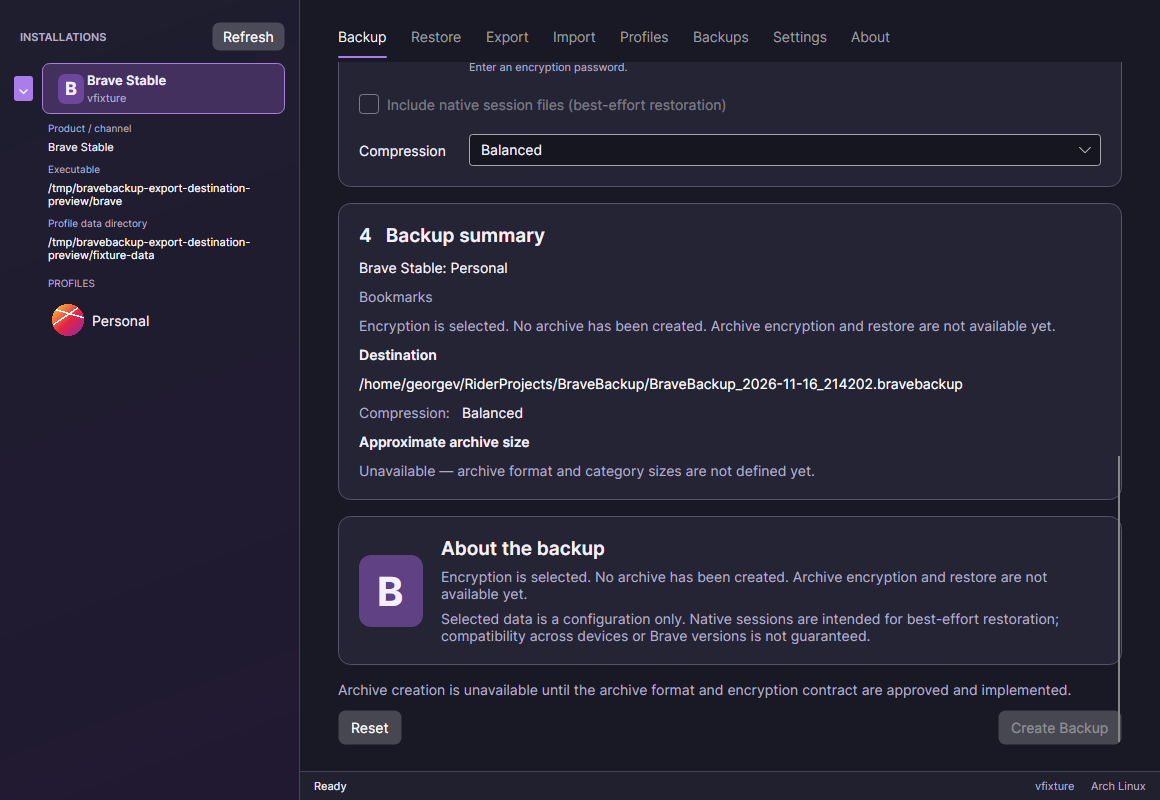 INSTALLATIONS
Refresh
B
Brave Stable
vfixture
Product / channel
Brave Stable
Executable
/tmp/bravebackup-export-destination-
preview/brave
Profile data directory
/tmp/bravebackup-export-destination-
preview/fixture-data
PROFILES
Personal
Backup
Restore
Export
Import
Profiles
Backups
Settings
About
Enter an encryption password.
Include native session files (best-effort restoration)
Compression
Balanced
4 Backup summary
Brave Stable: Personal
Bookmarks
Encryption is selected. No archive has been created. Archive encryption and restore are not available yet.
Destination
/home/georgev/RiderProjects/BraveBackup/BraveBackup_2026-11-16_214202.bravebackup
Compression: Balanced
Approximate archive size
Unavailable — archive format and category sizes are not defined yet.
B
About the backup
Encryption is selected. No archive has been created. Archive encryption and restore are not
available yet.
Selected data is a configuration only. Native sessions are intended for best-effort restoration;
compatibility across devices or Brave versions is not guaranteed.
Archive creation is unavailable until the archive format and encryption contract are approved and implemented.
Reset
Create Backup
Ready
vfixture
Arch Linux